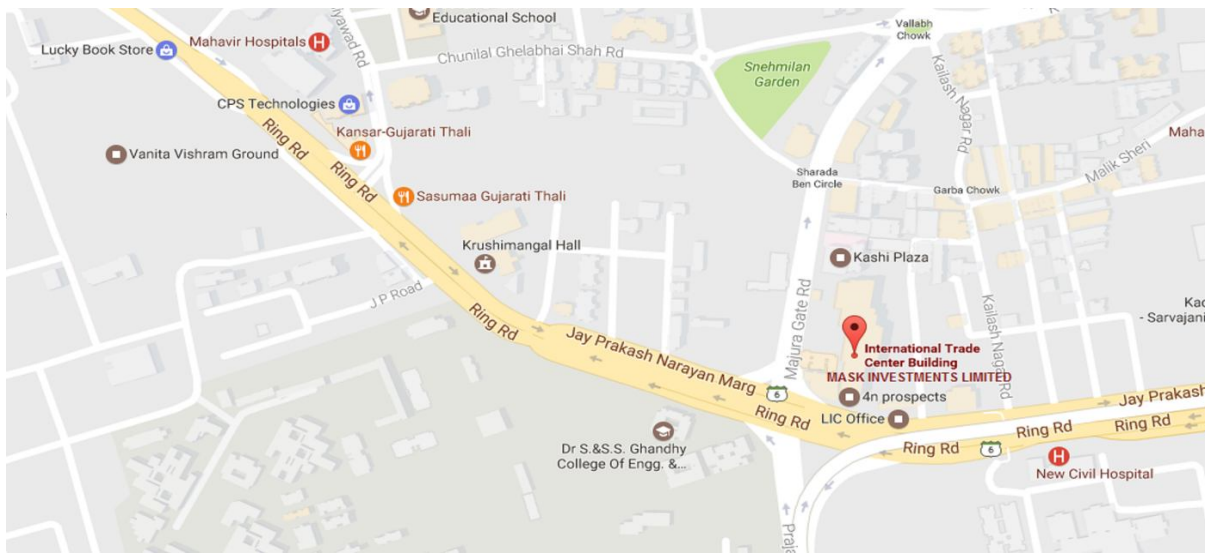 Educational School
Vallabh
Chowk
Lucky Book Store
Mahavir Hospitals
H
Chunilal Ghelabhai Shah Rd
Snehmilan
Garden
Kailash Nagar Rd
CPS Technologies
Ring Rd
Kansar-Gujarati Thali
Vanita Vishram Ground
Ring Rd
Malik Sheri
Sharada
Ben Circle
Garba Chowk
Sasumaa Gujarati Thali
Krushimangal Hall
Kashi Plaza
J P Road
Majura Gate Rd
Kailash Nagar Rd
- Sarvajani
Ring Rd
Jay Prakash Narayan Marg
International Trade
Center Building
MASK INVESTMENTS LIMITED
6
4n prospects
Jay Prakash
Ring Rd
LIC Office
Ring Rd
Ring Rd
Ring Rd
6
Dr S.&S.S. Ghandhy
College Of Engg. &...
H
New Civil Hospital